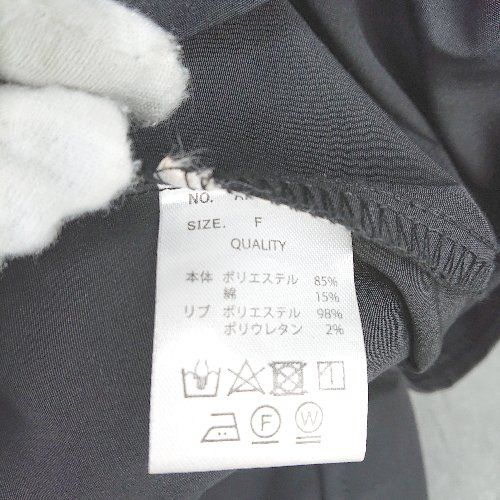 NO.
SIZE. F
QUALITY
本体 ポリエステル 85%
綿 15%
リブ ポリエステル 98%
ポリウレタン 2%
F W